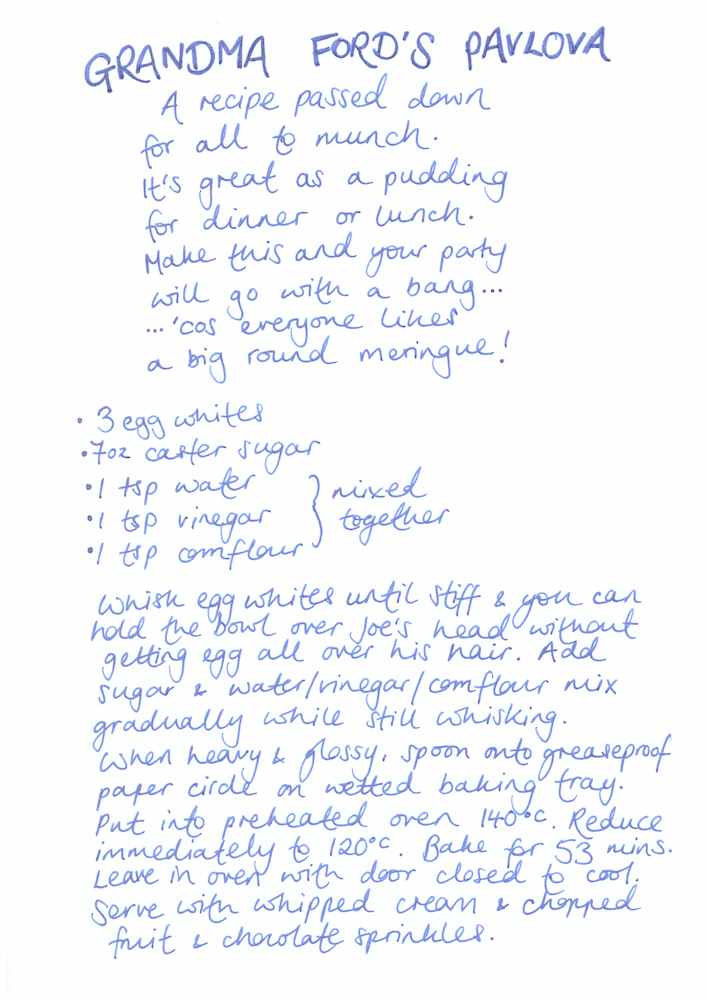 GRANDMA FORD'S PAVLOVA
A recipe passed down
for all to munch.
It's great as a pudding
for dinner or lunch.
Make this and your party
will go with a bang...
...'cos everyone likes
a big round meringue!
• 3 egg whites
• 7oz caster sugar
• 1 tsp water } mixed
• 1 tsp vinegar } together
• 1 tsp cornflour
Whisk egg whites until stiff & you can
hold the bowl over Joe's head without
getting egg all over his hair. Add
sugar & water/vinegar/cornflour mix
gradually while still whisking.
When heavy & glossy, spoon onto greaseproof
paper circle on wetted baking tray.
Put into preheated oven 140°C. Reduce
immediately to 120°C. Bake for 53 mins.
Leave in oven with door closed to cool.
Serve with whipped cream & chopped
fruit & chocolate sprinkles.